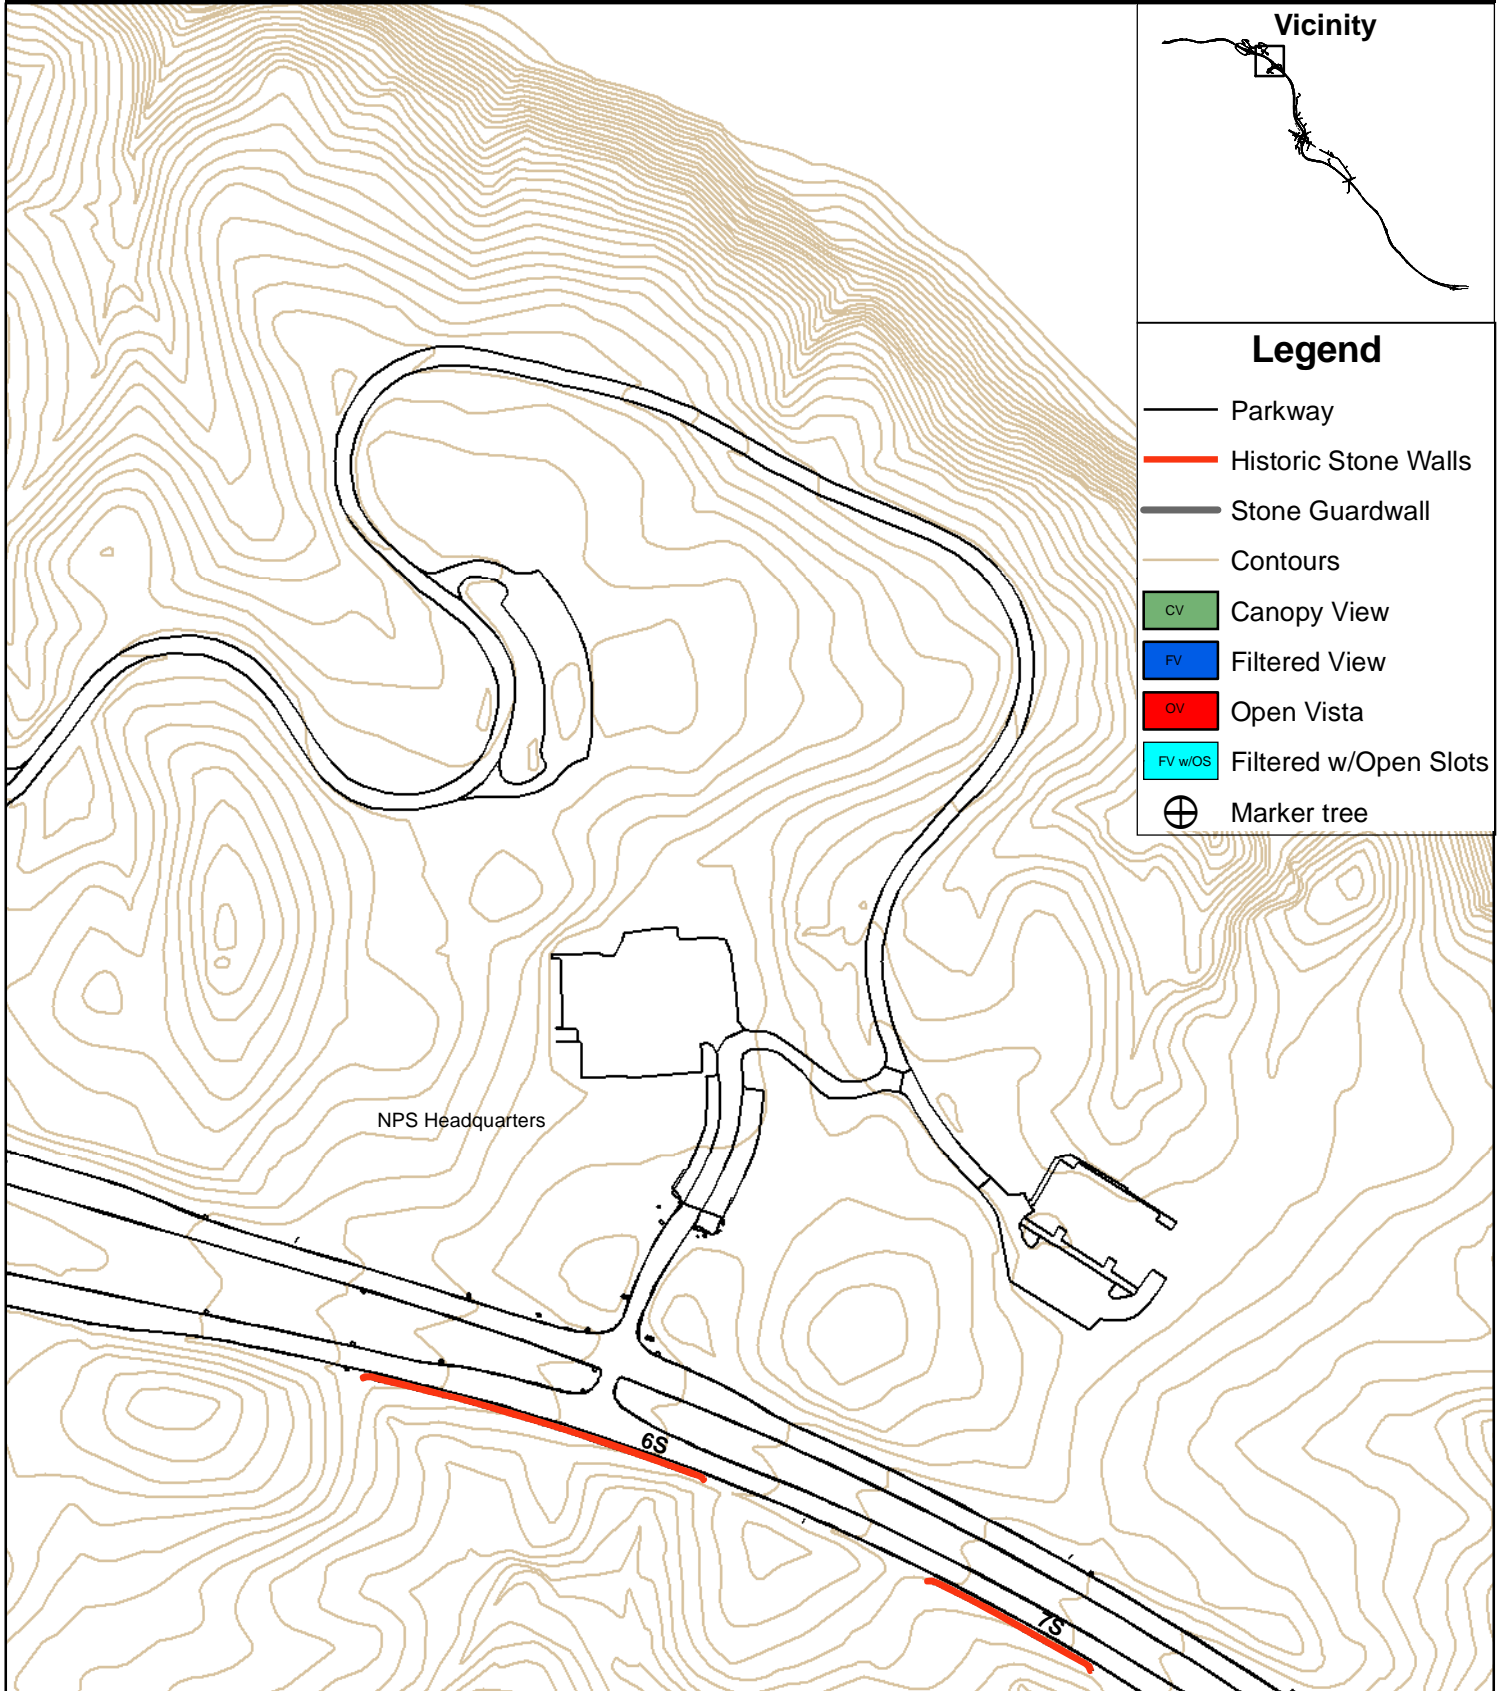 Vicinity
Legend
Parkway
Historic Stone Walls
Stone Guardwall
Contours
CV Canopy View
FV Filtered View
OV Open Vista
FV w/OS Filtered w/Open Slots
Marker tree
NPS Headquarters
6S
7S